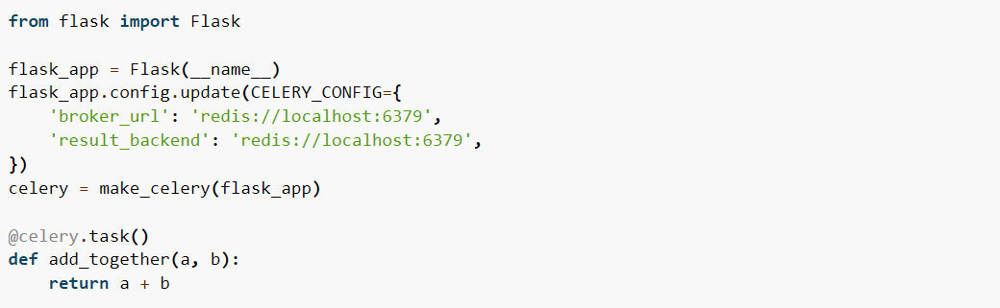 from flask import Flask

flask_app = Flask(__name__)
flask_app.config.update(CELERY_CONFIG={
    'broker_url': 'redis://localhost:6379',
    'result_backend': 'redis://localhost:6379',
})
celery = make_celery(flask_app)

@celery.task()
def add_together(a, b):
    return a + b